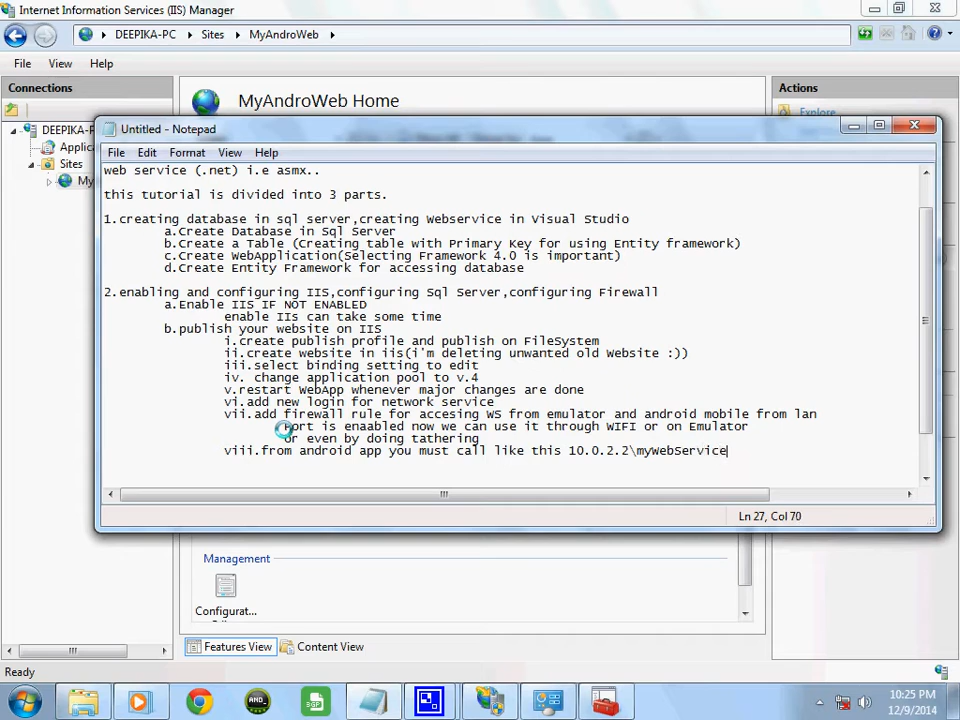 Internet Information Services (IIS) Manager
DEEPIKA-PC
Sites
MyAndroWeb
File
View
Help
Connections
MyAndroWeb Home
Actions
Explore
DEEPIKA-P
Applica
Sites
My
Untitled - Notepad
File Edit Format View Help
web service (.net) i.e asmx..
this tutorial is divided into 3 parts.
1.creating database in sql server,creating Webservice in Visual Studio
a.Create Database in Sql Server
b.Create a Table (Creating table with Primary Key for using Entity framework)
c.Create WebApplication(Selecting Framework 4.0 is important)
d.Create Entity Framework for accessing database
2.enabling and configuring IIS,configuring Sql Server,configuring Firewall
a.Enable IIS IF NOT ENABLED
enable IIs can take some time
b.publish your website on IIS
i.create publish profile and publish on FileSystem
ii.create website in iis(i'm deleting unwanted old Website :))
iii.select binding setting to edit
iv. change application pool to v.4
v.restart WebApp whenever major changes are done
vi.add new login for network service
vii.add firewall rule for accesing WS from emulator and android mobile from lan
Port is enaabled now we can use it through WIFI or on Emulator
or even by doing tathering
viii.from android app you must call like this 10.0.2.2\myWebService
Ln 27, Col 70
Management
Configurat...
Features View
Content View
Ready
AND
3GP
10:25 PM
12/9/2014